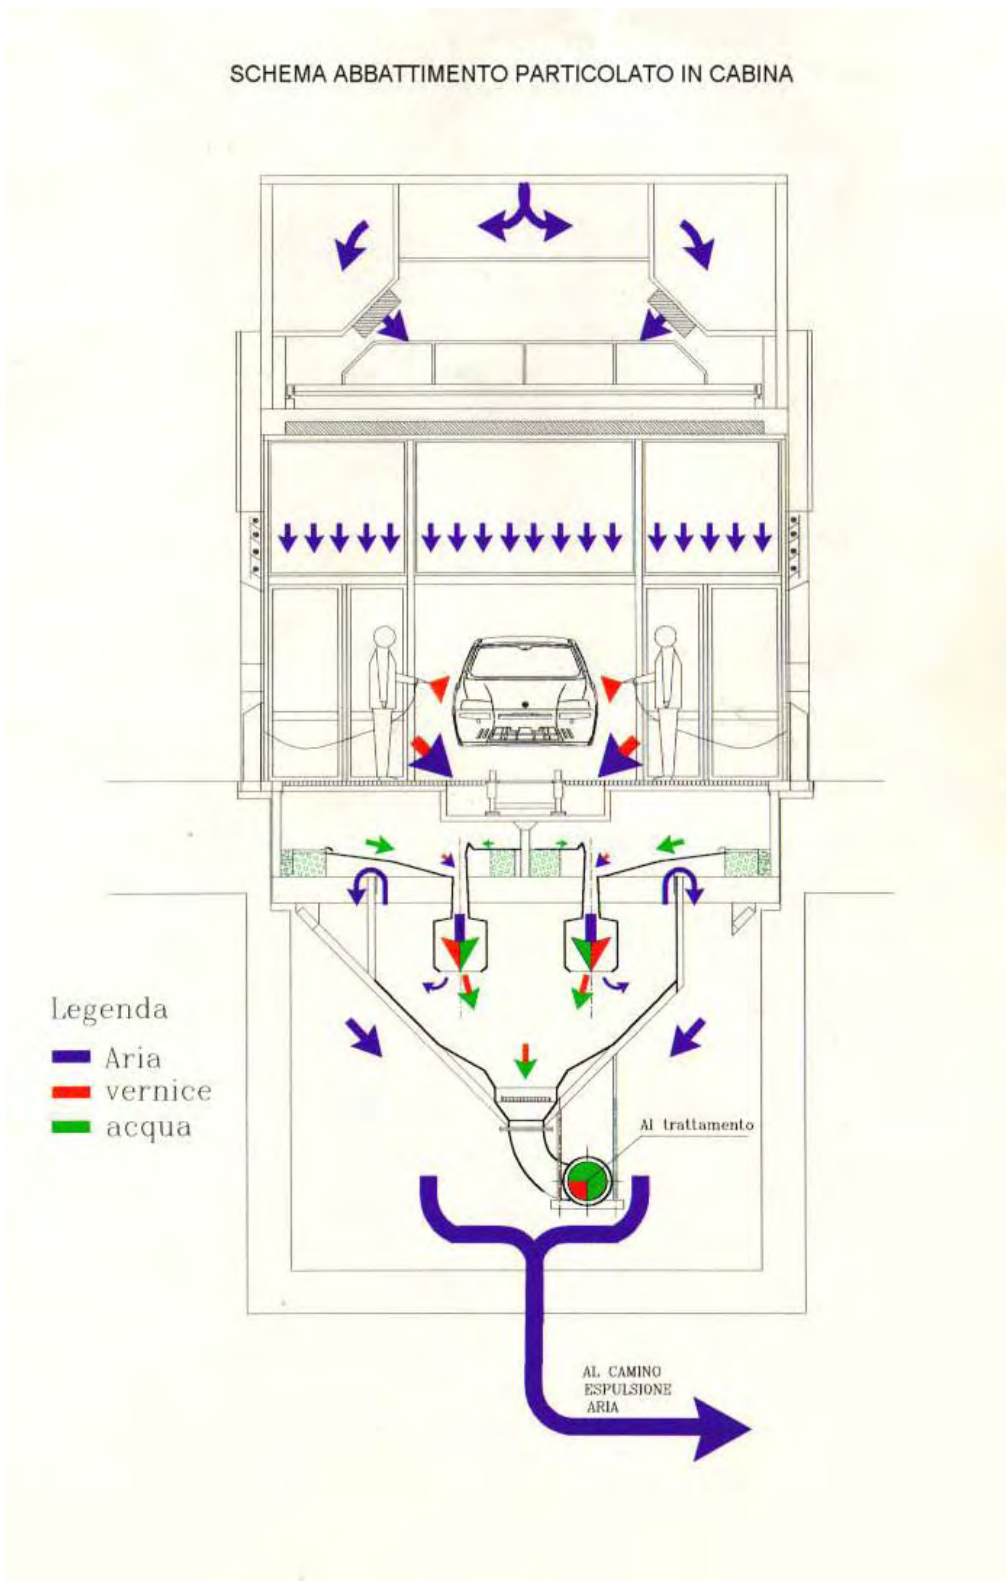 SCHEMA ABBATTIMENTO PARTICOLATO IN CABINA
Legenda
Aria
vernice
acqua
Al trattamento
AL CAMINO
ESPULSIONE
ARIA